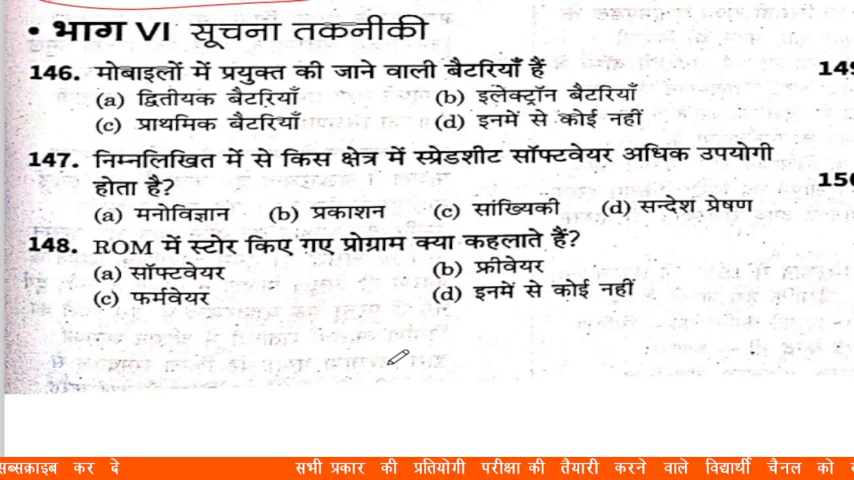 • भाग VI सूचना तकनीकी
146. मोबाइलों में प्रयुक्त की जाने वाली बैटरियाँ हैं
(a) द्वितीयक बैटरियाँ (b) इलेक्ट्रॉन बैटरियाँ
(c) प्राथमिक बैटरियाँ (d) इनमें से कोई नहीं
147. निम्नलिखित में से किस क्षेत्र में स्प्रेडशीट सॉफ्टवेयर अधिक उपयोगी
होता है?
(a) मनोविज्ञान (b) प्रकाशन (c) सांख्यिकी (d) सन्देश प्रेषण
148. ROM में स्टोर किए गए प्रोग्राम क्या कहलाते हैं?
(a) सॉफ्टवेयर (b) फ्रीवेयर
(c) फर्मवेयर (d) इनमें से कोई नहीं
सब्सक्राइब कर दे सभी प्रकार की प्रतियोगी परीक्षा की तैयारी करने वाले विद्यार्थी चैनल को